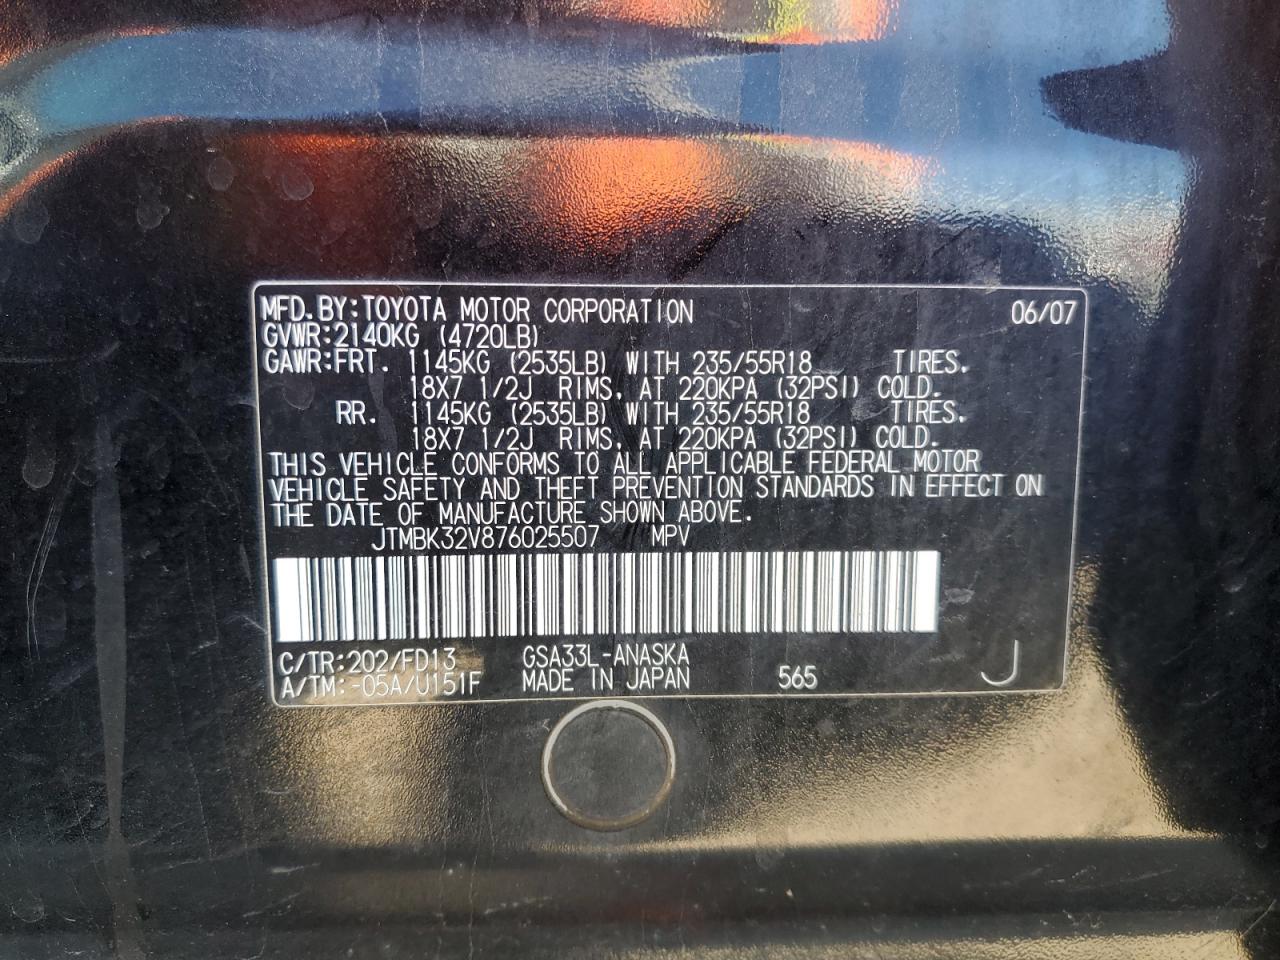 MFD.BY:TOYOTA MOTOR CORPORATION 06/07
GVWR:2140KG (4720LB)
GAWR:FRT. 1145KG (2535LB) WITH 235/55R18 TIRES.
18X7 1/2J RIMS, AT 220KPA (32PSI) COLD.
RR. 1145KG (2535LB) WITH 235/55R18 TIRES.
18X7 1/2J RIMS, AT 220KPA (32PSI) COLD.
THIS VEHICLE CONFORMS TO ALL APPLICABLE FEDERAL MOTOR
VEHICLE SAFETY AND THEFT PREVENTION STANDARDS IN EFFECT ON
THE DATE OF MANUFACTURE SHOWN ABOVE.
JTMBK32V876025507 MPV
C/TR:202/FD13 GSA33L-ANASKA
A/TM:-05A/U151F MADE IN JAPAN 565 J